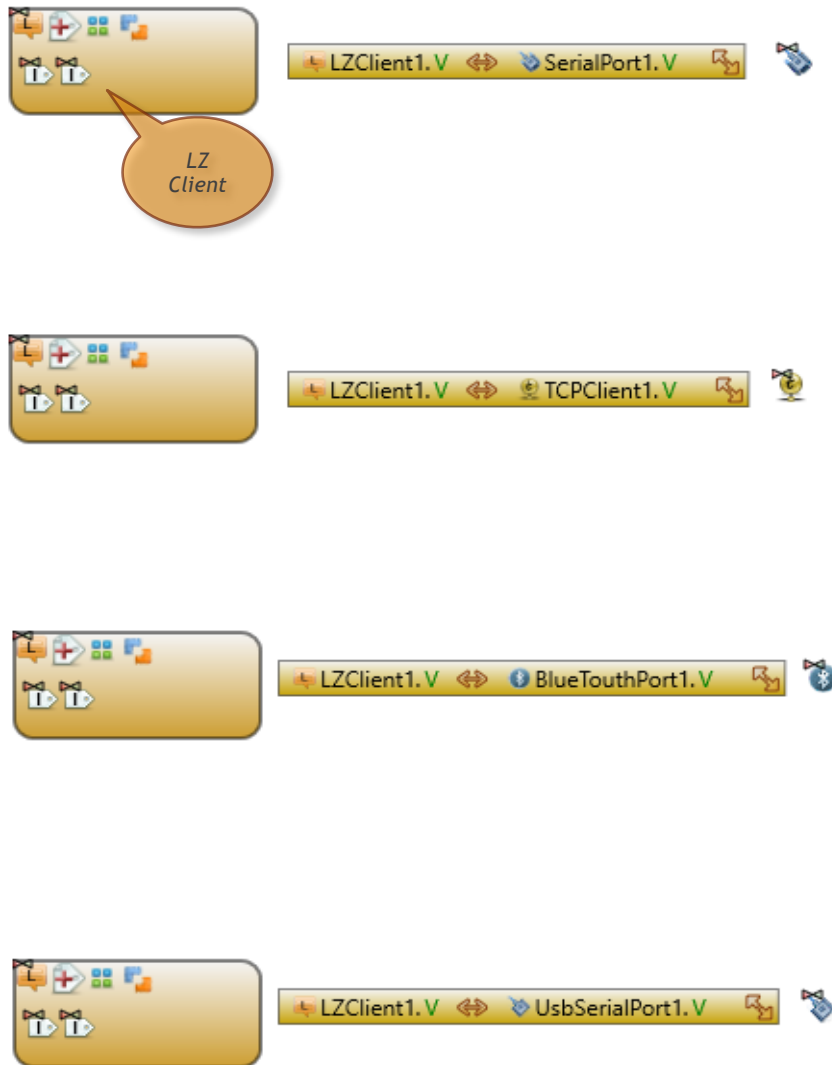 L
I I
LZClient1.V SerialPort1.V
LZ
Client
L
I I
LZClient1.V TCPClient1.V
L
I I
LZClient1.V BlueTouthPort1.V
L
I I
LZClient1.V UsbSerialPort1.V